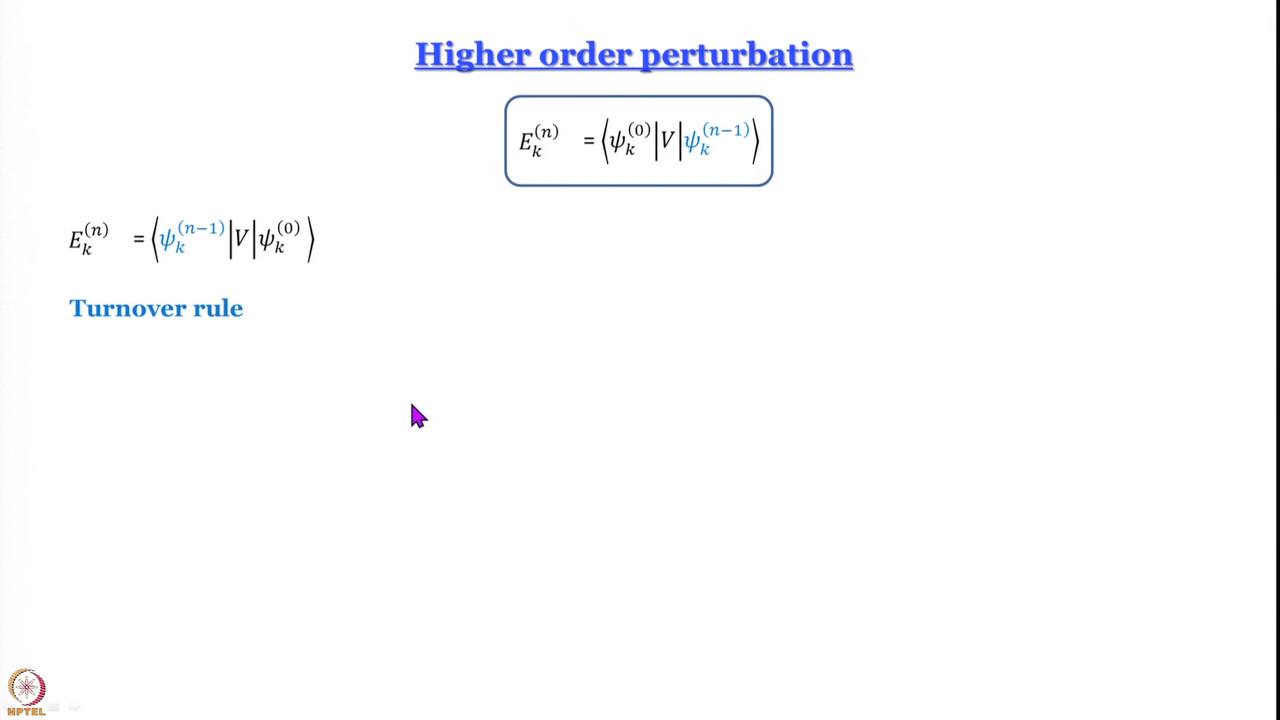 Higher order perturbation
E_k^{(n)} = ⟨ψ_k^{(0)}|V|ψ_k^{(n−1)}⟩
E_k^{(n)} = ⟨ψ_k^{(n−1)}|V|ψ_k^{(0)}⟩
Turnover rule
NPTEL